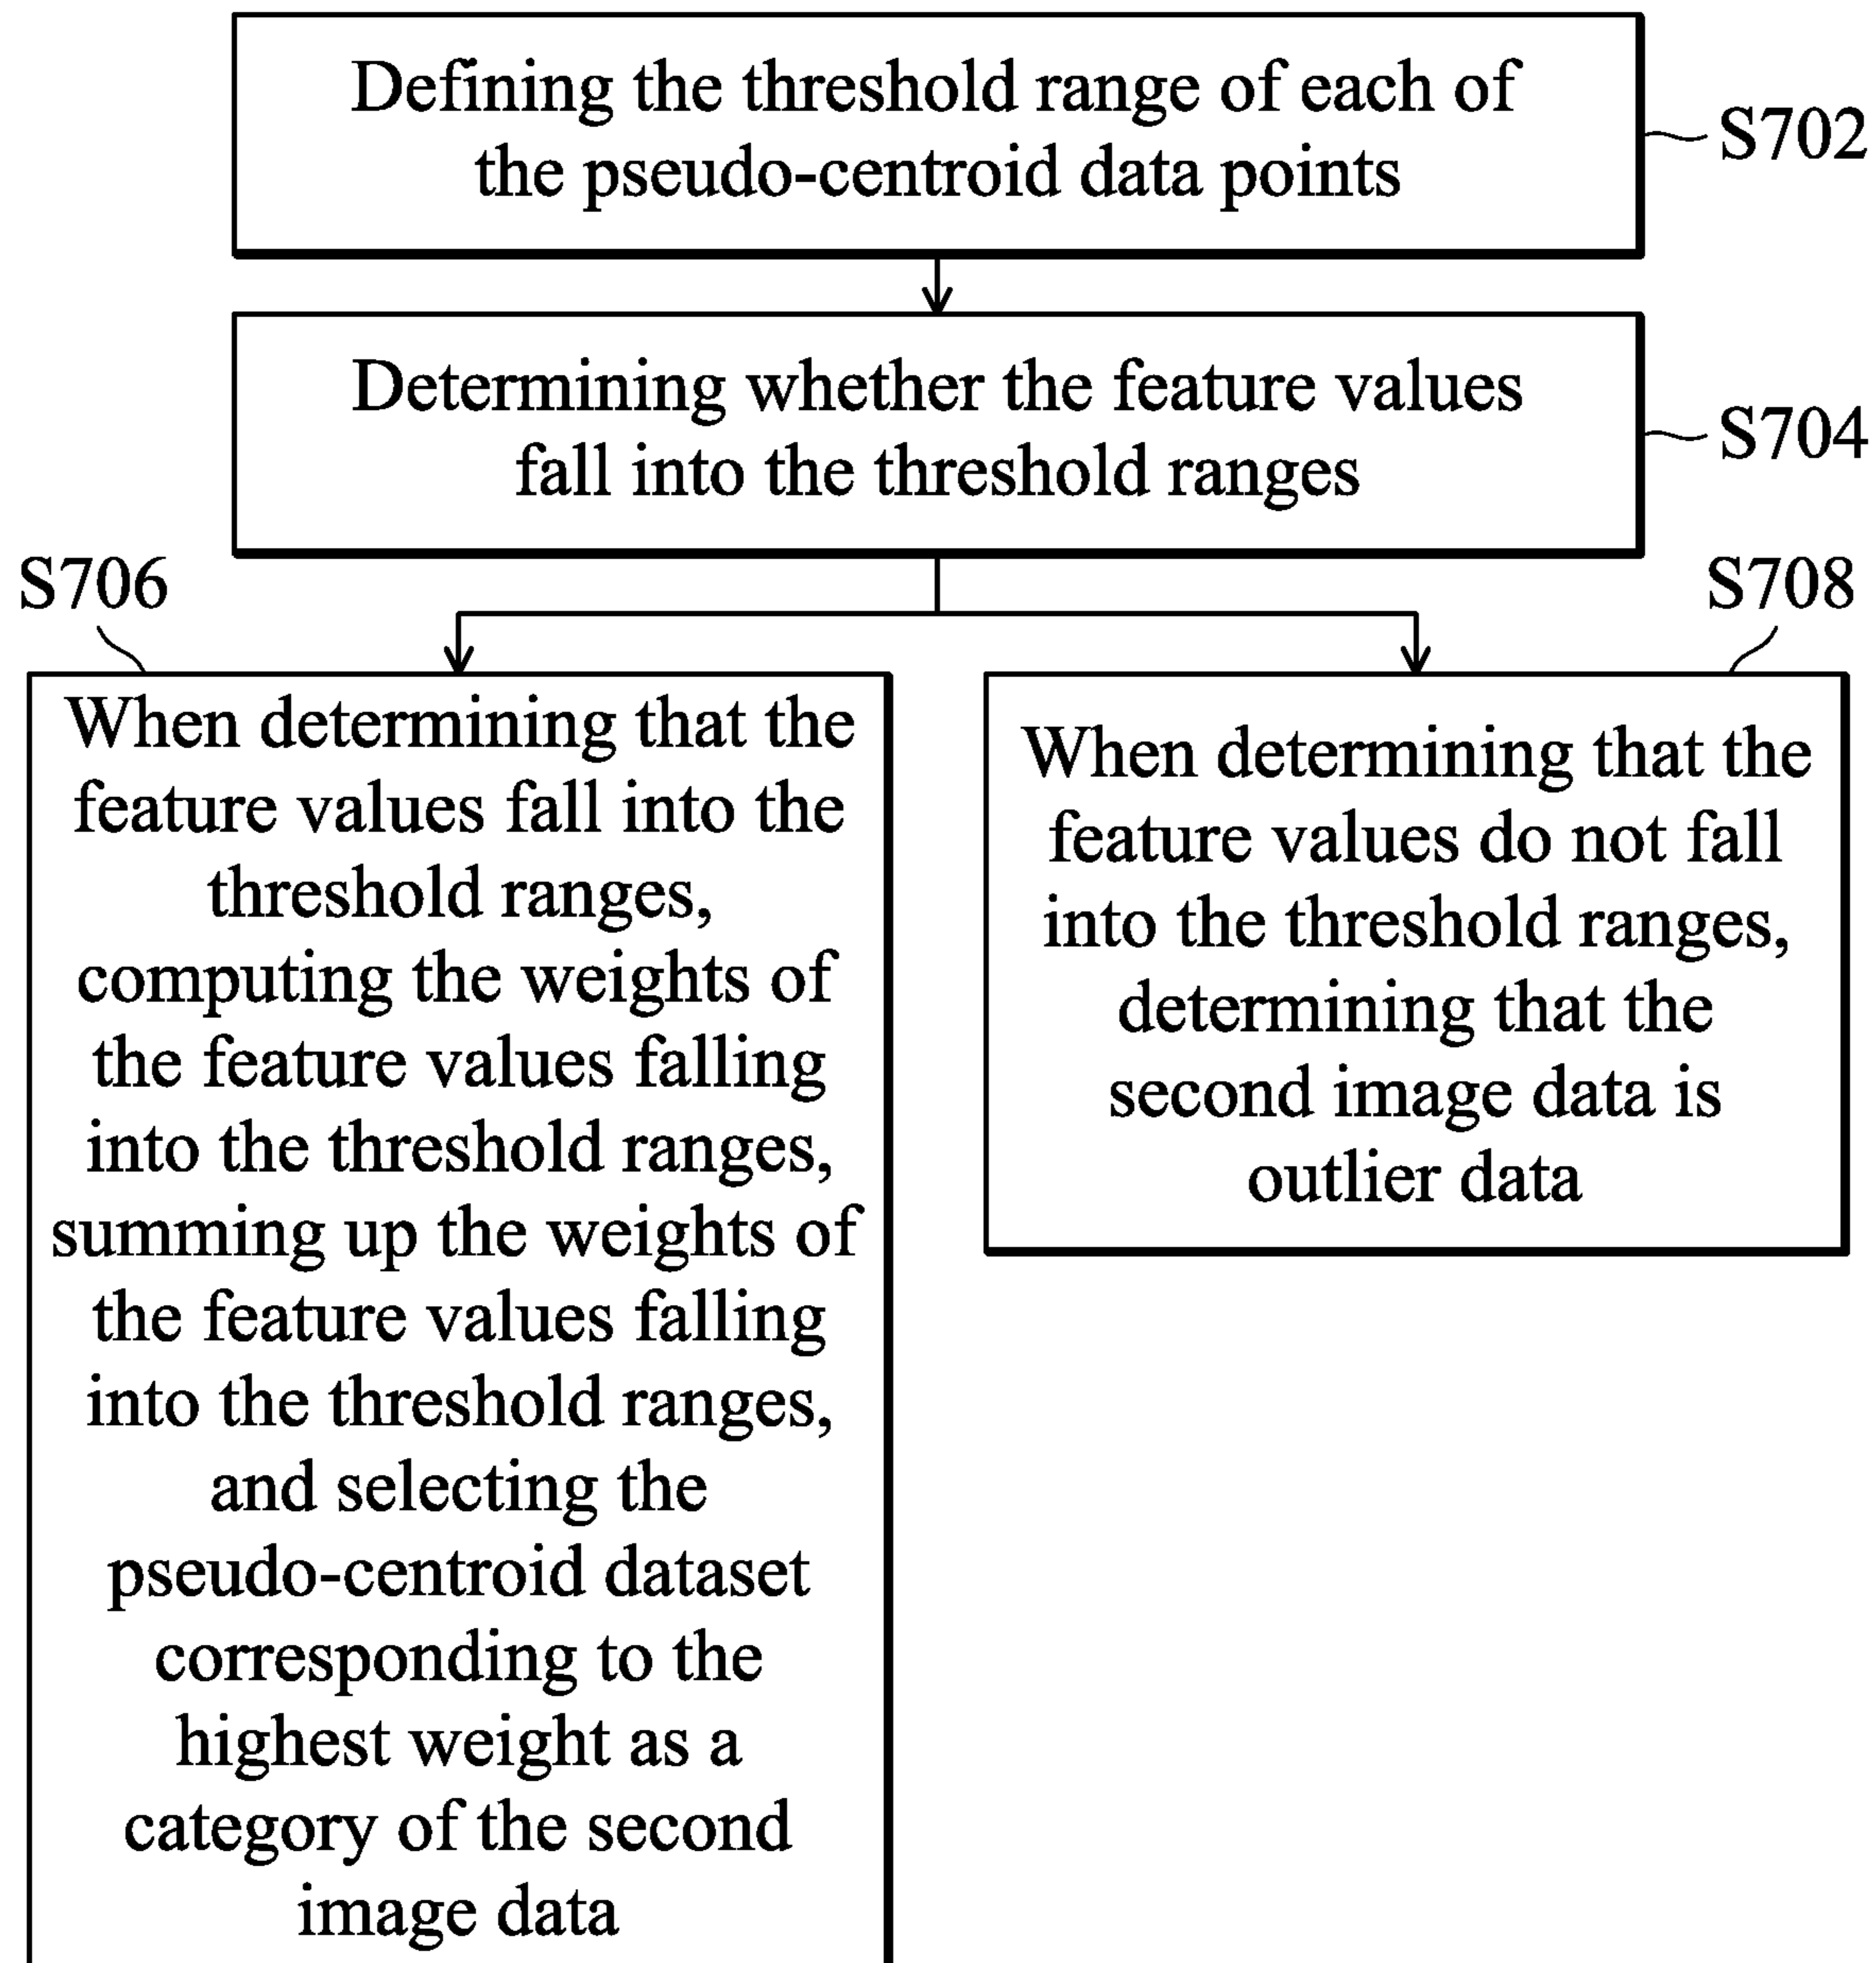 Defining the threshold range of each of
the pseudo-centroid data points
S702
Determining whether the feature values
fall into the threshold ranges
S704
S706
When determining that the
feature values fall into the
threshold ranges,
computing the weights of
the feature values falling
into the threshold ranges,
summing up the weights of
the feature values falling
into the threshold ranges,
and selecting the
pseudo-centroid dataset
corresponding to the
highest weight as a
category of the second
image data
S708
When determining that the
feature values do not fall
into the threshold ranges,
determining that the
second image data is
outlier data